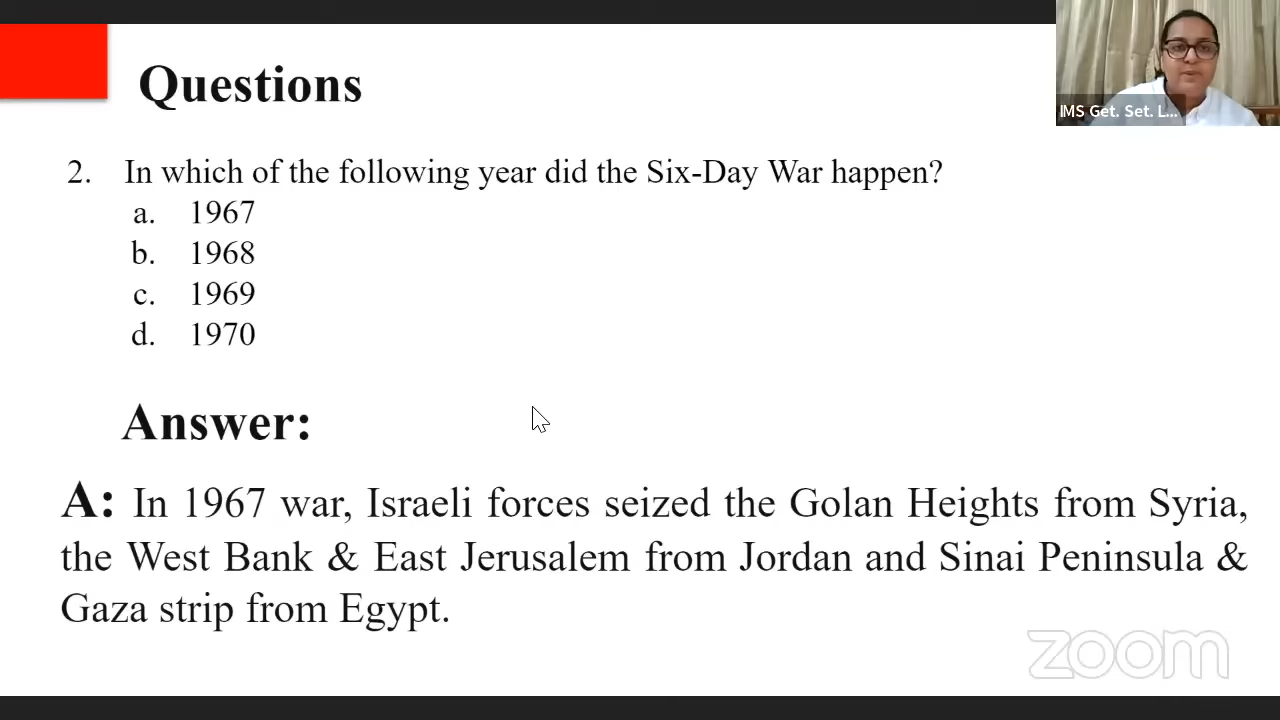 Questions
IMS Get. Set. L...
2. In which of the following year did the Six-Day War happen?
a. 1967
b. 1968
c. 1969
d. 1970
Answer:
A: In 1967 war, Israeli forces seized the Golan Heights from Syria,
the West Bank & East Jerusalem from Jordan and Sinai Peninsula &
Gaza strip from Egypt.
zoom